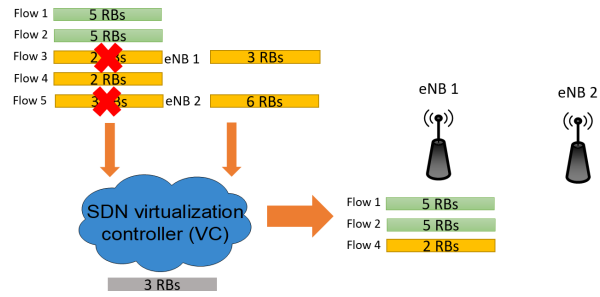 Flow 1 5 RBs
Flow 2 5 RBs
Flow 3 2 RBs eNB 1 3 RBs
Flow 4 2 RBs
Flow 5 3 RBs eNB 2 6 RBs
eNB 1 eNB 2
SDN virtualization
controller (VC)
3 RBs
Flow 1 5 RBs
Flow 2 5 RBs
Flow 4 2 RBs